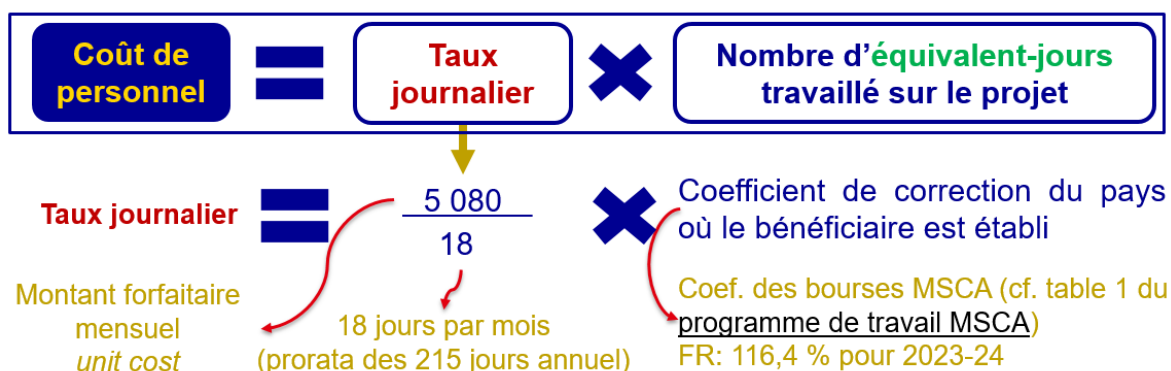 Coût de
personnel
Taux
journalier
Nombre d'équivalent-jours
travaillé sur le projet
Taux journalier
5 080
18
Coefficient de correction du pays
où le bénéficiaire est établi
Montant forfaitaire
mensuel
unit cost
18 jours par mois
(prorata des 215 jours annuel)
Coef. des bourses MSCA (cf. table 1 du
programme de travail MSCA)
FR: 116,4 % pour 2023-24